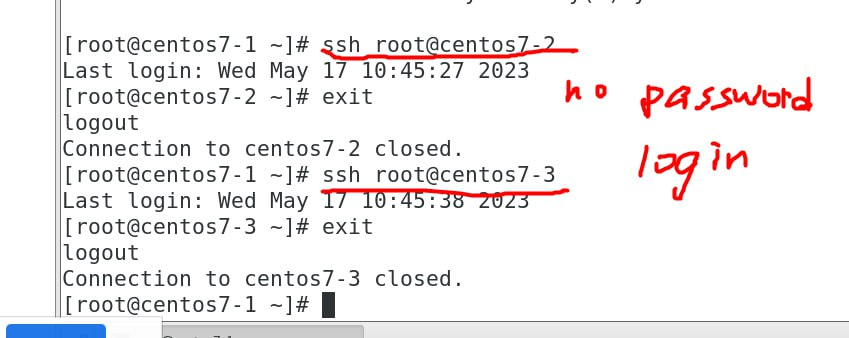 [root@centos7-1 ~]# ssh root@centos7-2
Last login: Wed May 17 10:45:27 2023
[root@centos7-2 ~]# exit
no password
logout
login
Connection to centos7-2 closed.
[root@centos7-1 ~]# ssh root@centos7-3
Last login: Wed May 17 10:45:38 2023
[root@centos7-3 ~]# exit
logout
Connection to centos7-3 closed.
[root@centos7-1 ~]#